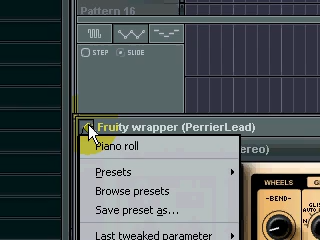 Pattern 16
STEP SLIDE
Fruity wrapper (PerrierLead)
Piano roll
Presets
Browse presets
Save preset as...
Last tweaked parameter
WHEELS
-BEND-